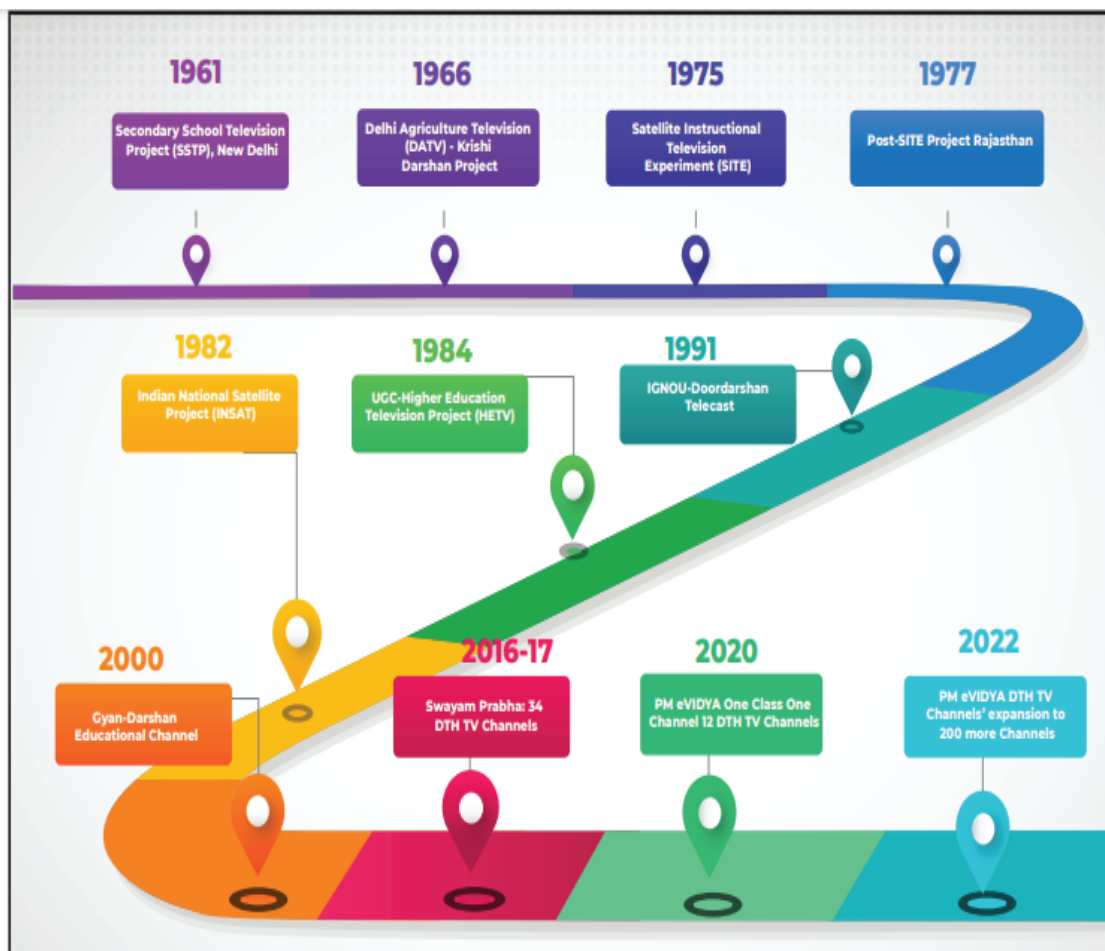 1961
Secondary School Television
Project (SSTP), New Delhi
1966
Delhi Agriculture Television
(DATV) - Krishi
Darshan Project
1975
Satellite Instructional
Television
Experiment (SITE)
1977
Post-SITE Project Rajasthan
1982
Indian National Satellite
Project (INSAT)
1984
UGC-Higher Education
Television Project (HETV)
1991
IGNOU-Doordarshan
Telecast
2000
Gyan-Darshan
Educational Channel
2016-17
Swayam Prabha: 34
DTH TV Channels
2020
PM eVIDYA One Class One
Channel 12 DTH TV Channels
2022
PM eVIDYA DTH TV
Channels’ expansion to
200 more Channels